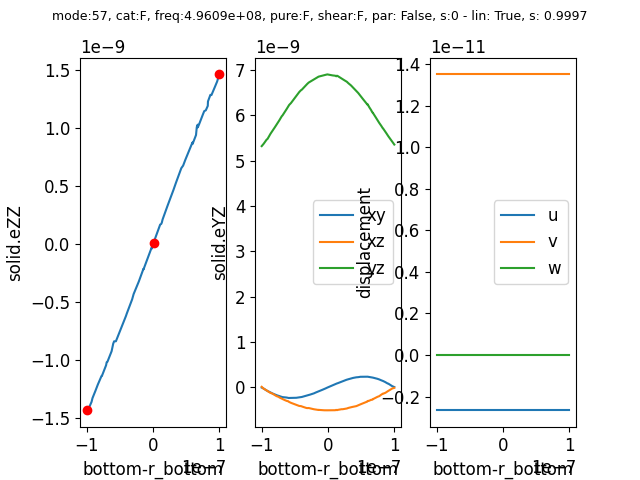 mode:57, cat:F, freq:4.9609e+08, pure:F, shear:F, par: False, s:0 - lin: True, s: 0.9997
1e−9
1e−9
1e−11
solid.eZZ
1.5
1.0
0.5
0.0
−0.5
−1.0
−1.5
−1
0
1
1e−7
bottom-r_bottom
solid.eYZ
7
6
5
4
3
2
1
0
xy
xz
yz
−1
0
1
1e−7
bottom-r_bottom
displacement
1.4
1.2
1.0
0.8
0.6
0.4
0.2
0.0
−0.2
u
v
w
−1
0
1
1e−7
bottom-r_bottom